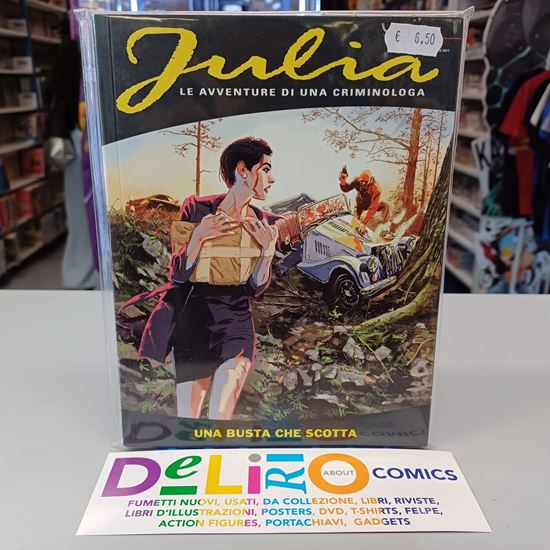 € 6,50
Julia
LE AVVENTURE DI UNA CRIMINOLOGA
UNA BUSTA CHE SCOTTA
DeLiRiO ABOUT COMICS
FUMETTI NUOVI, USATI, DA COLLEZIONE, LIBRI, RIVISTE,
LIBRI D'ILLUSTRAZIONI, POSTERS, DVD, T-SHIRTS, FELPE,
ACTION FIGURES, PORTACHIAVI, GADGETS